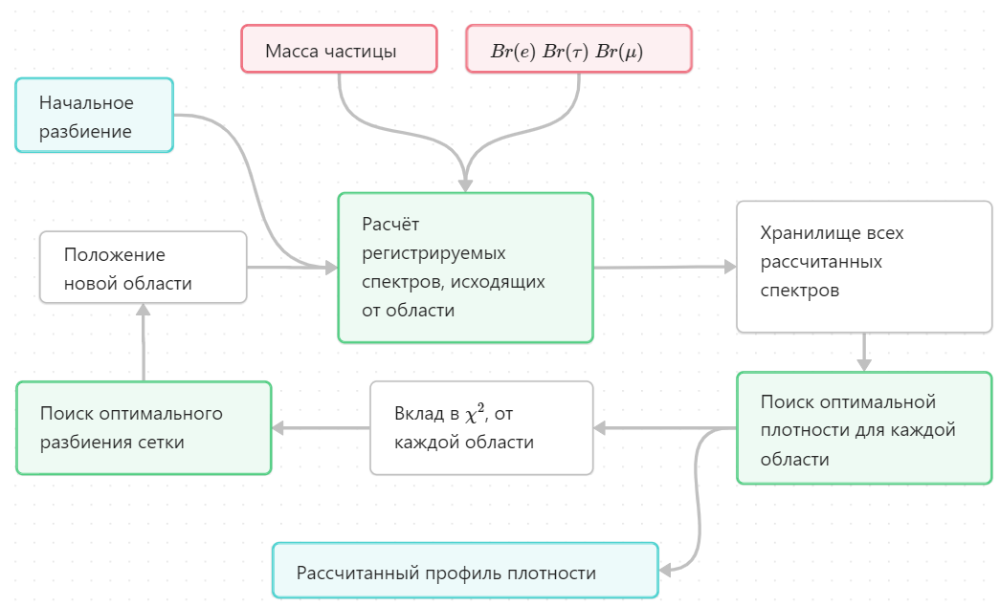 Масса частицы
Br(e) Br(τ) Br(μ)
Начальное
разбиение
Расчёт
регистрируемых
спектров, исходящих
от области
Хранилище всех
рассчитанных
спектров
Положение
новой области
Поиск оптимального
разбиения сетки
Вклад в χ², от
каждой области
Поиск оптимальной
плотности для каждой
области
Рассчитанный профиль плотности